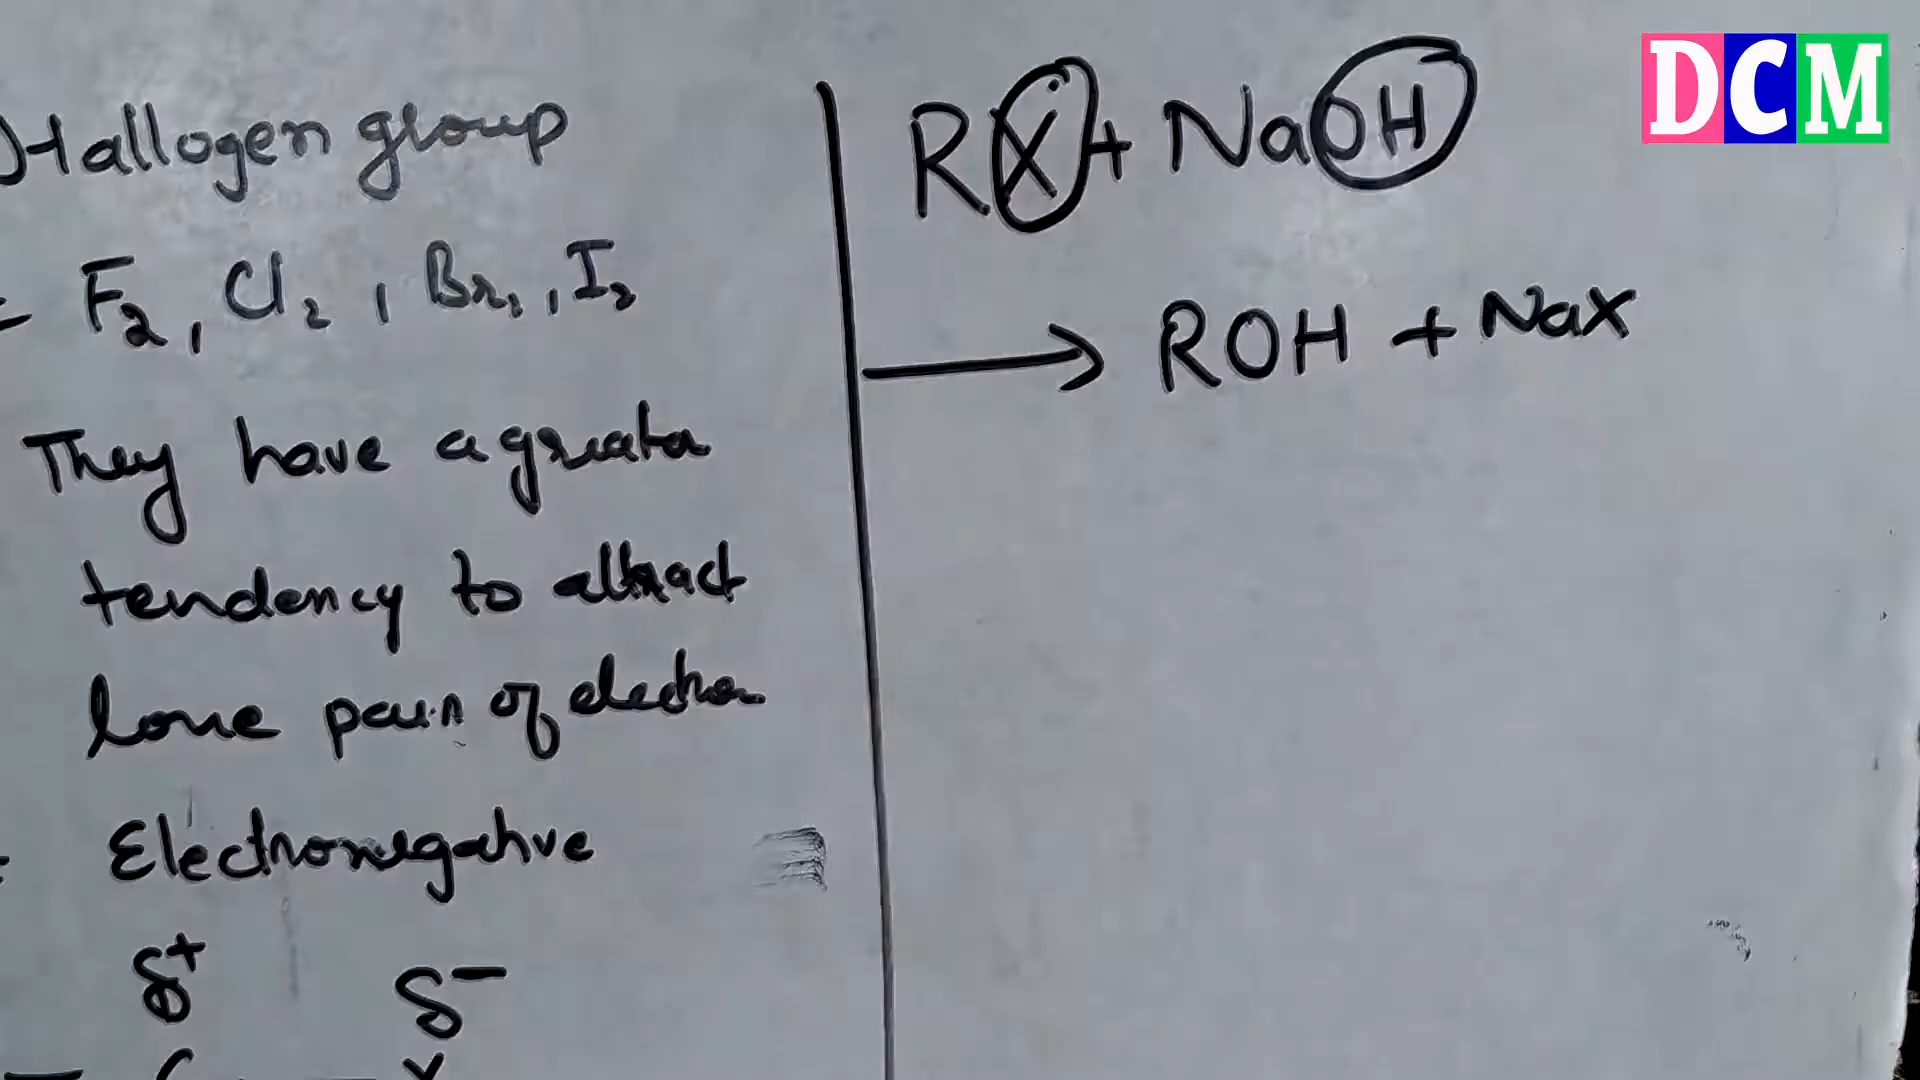 Hallogen group
F2, Cl2, Br2, I2
They have a greater
tendency to attract
lone pair of electron
Electronegative
δ+ δ-
RX + NaOH
→ ROH + NaX
DCM